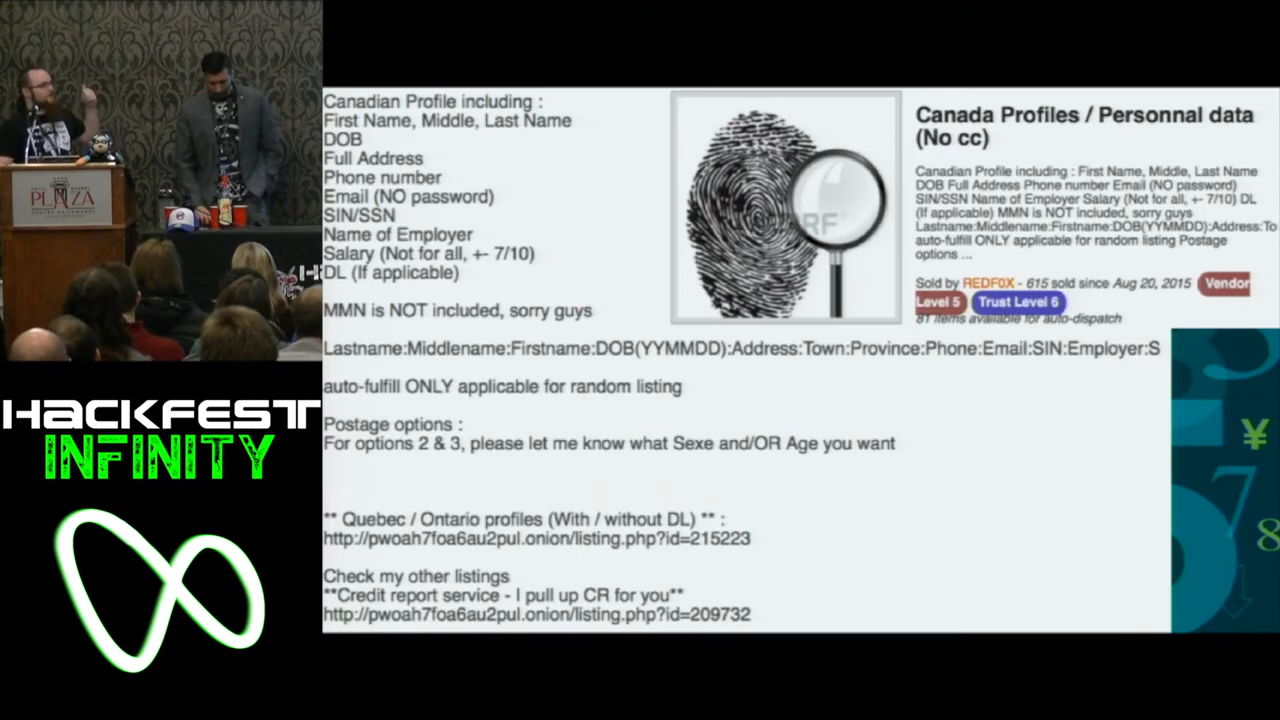 Canadian Profile including :
First Name, Middle, Last Name
DOB
Full Address
Phone number
Email (NO password)
SIN/SSN
Name of Employer
Salary (Not for all, +- 7/10)
DL (If applicable)
MMN is NOT included, sorry guys
Lastname:Middlename:Firstname:DOB(YYMMDD):Address:Town:Province:Phone:Email:SIN:Employer:S
auto-fulfill ONLY applicable for random listing
Postage options :
For options 2 & 3, please let me know what Sexe and/OR Age you want
** Quebec / Ontario profiles (With / without DL) ** :
http://pwoah7foa6au2pul.onion/listing.php?id=215223
Check my other listings
**Credit report service - I pull up CR for you**
http://pwoah7foa6au2pul.onion/listing.php?id=209732
Canada Profiles / Personnal data
(No cc)
Canadian Profile including : First Name, Middle, Last Name
DOB Full Address Phone number Email (NO password)
SIN/SSN Name of Employer Salary (Not for all, +- 7/10) DL
(If applicable) MMN is NOT included, sorry guys
Lastname:Middlename:Firstname:DOB(YYMMDD):Address:To
auto-fulfill ONLY applicable for random listing Postage
options ...
Sold by REDF0X - 615 sold since Aug 20, 2015 Vendor
Level 5 Trust Level 6
81 items available for auto-dispatch
PLAZA
HACKFEST
INFINITY
¥
7
8